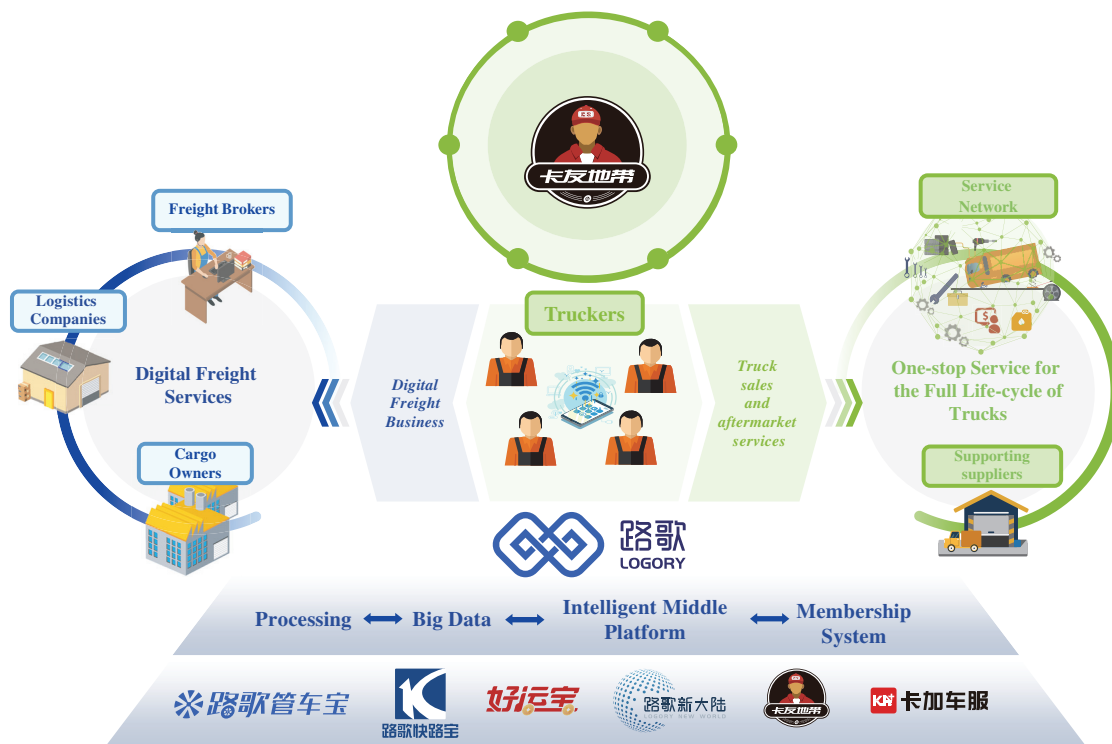 卡友地带
Freight Brokers
Service
Network
Logistics
Companies
Truckers
Digital Freight
Services
Digital
Freight
Business
Truck
sales
and
aftermarket
services
One-stop Service for
the Full Life-cycle of
Trucks
Cargo
Owners
Supporting
suppliers
路歌
LOGORY
Processing
Big Data
Intelligent Middle
Platform
Membership
System
路歌管车宝
路歌快路宝
好运宝
路歌新大陆
LOGORY NEW WORLD
卡友地带
卡加车服